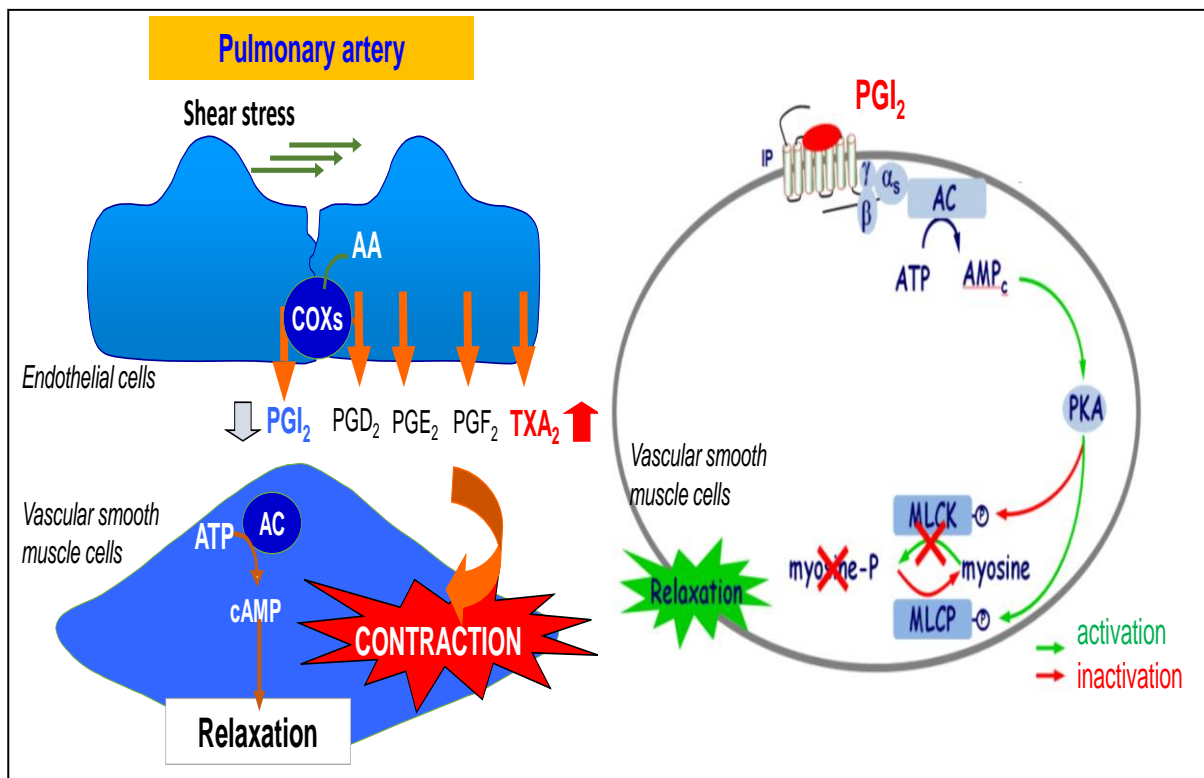 Pulmonary artery
Shear stress
AA
COXs
Endothelial cells
PGI₂ PGD₂ PGE₂ PGF₂ TXA₂
Vascular smooth
muscle cells
ATP
AC
cAMP
CONTRACTION
Relaxation
PGI₂
IP
γ
αs
β
AC
ATP
AMPc
PKA
Vascular smooth
muscle cells
MLCK P
myosine-P
myosine
MLCP P
Relaxation
activation
inactivation